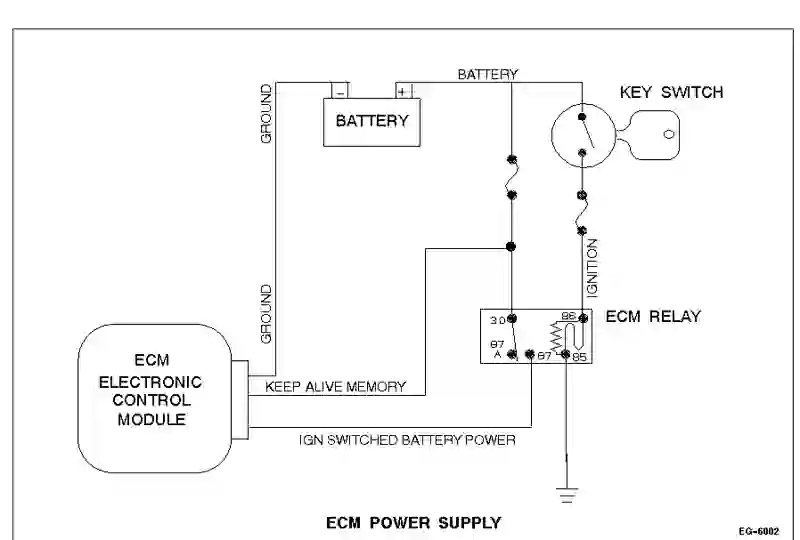 BATTERY
KEY SWITCH
GROUND
- +
BATTERY
IGNITION
GROUND
ECM RELAY
30
86
87
A
87
85
ECM
ELECTRONIC
CONTROL
MODULE
KEEP ALIVE MEMORY
IGN SWITCHED BATTERY POWER
ECM POWER SUPPLY
EG-6002